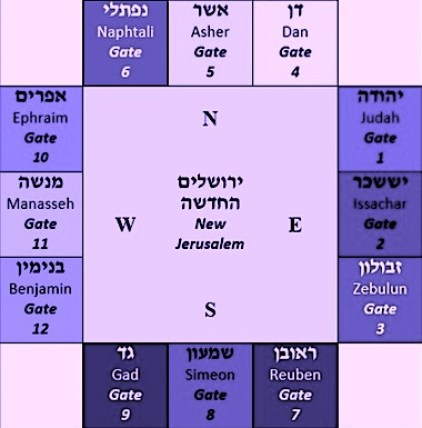 נפתלי
Naphtali
Gate
6
אשר
Asher
Gate
5
דן
Dan
Gate
4
אפרים
Ephraim
Gate
10
N
יהודה
Judah
Gate
1
מנשה
Manasseh
Gate
11
W
ירושלים
החדשה
New
Jerusalem
E
יששכר
Issachar
Gate
2
בנימין
Benjamin
Gate
12
S
זבולון
Zebulun
Gate
3
גד
Gad
Gate
9
שמעון
Simeon
Gate
8
ראובן
Reuben
Gate
7